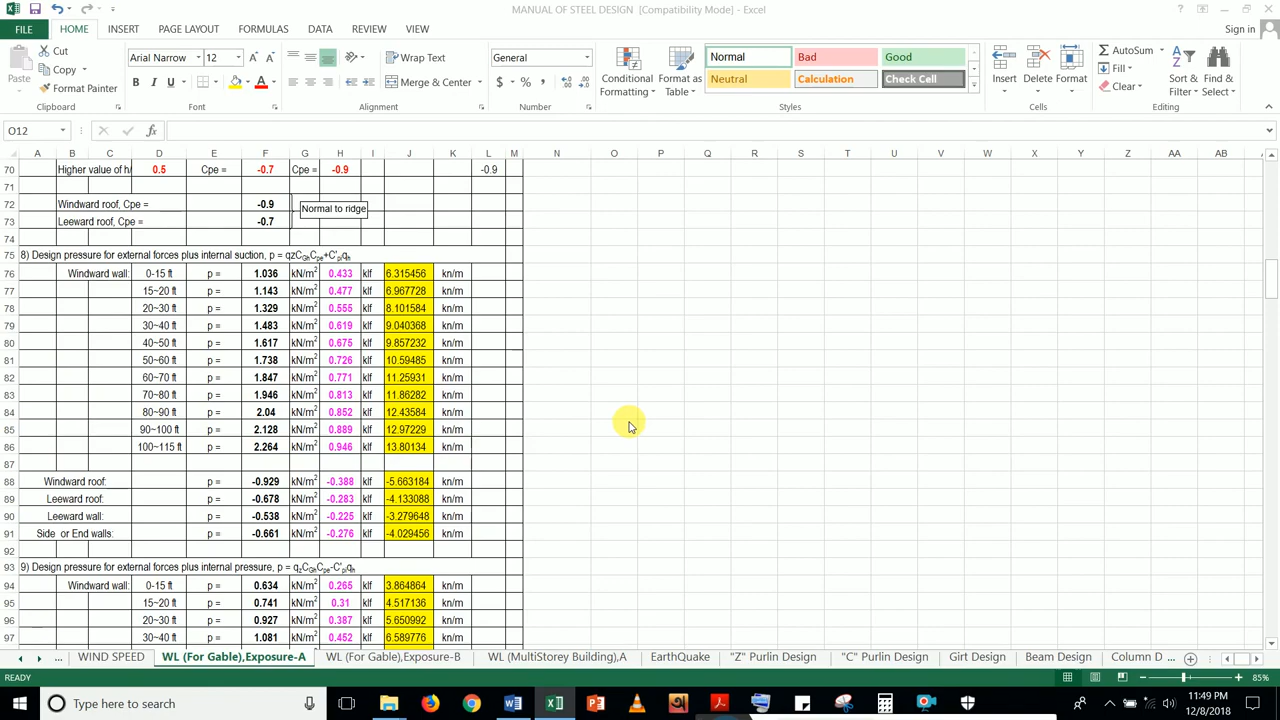 MANUAL OF STEEL DESIGN [Compatibility Mode] - Excel
Sign in
FILE HOME INSERT PAGE LAYOUT FORMULAS DATA REVIEW VIEW
Paste Cut Copy Format Painter
Arial Narrow 12
B I U
Wrap Text
Merge & Center
General
$ % ,
Conditional Formatting
Format as Table
Normal Bad Good
Neutral Calculation Check Cell
Insert Delete Format
AutoSum Fill Clear
Sort & Filter
Find & Select
Clipboard Font Alignment Number Styles Cells Editing
O12 fx
A B C D E F G H I J K L M N O P Q R S T U V W X Y Z AA AB
70 Higher value of h/ 0.5 Cpe = -0.7 Cpe = -0.9 -0.9
71
72 Windward roof, Cpe = -0.9
Normal to ridge
73 Leeward roof, Cpe = -0.7
74
75 8) Design pressure for external forces plus internal suction, p = qzCGhCpe+C'piqh
76 Windward wall: 0-15 ft p = 1.036 kN/m2 0.433 klf 6.315456 kn/m
77 15~20 ft p = 1.143 kN/m2 0.477 klf 6.967728 kn/m
78 20~30 ft p = 1.329 kN/m2 0.555 klf 8.101584 kn/m
79 30~40 ft p = 1.483 kN/m2 0.619 klf 9.040368 kn/m
80 40~50 ft p = 1.617 kN/m2 0.675 klf 9.857232 kn/m
81 50~60 ft p = 1.738 kN/m2 0.726 klf 10.59485 kn/m
82 60~70 ft p = 1.847 kN/m2 0.771 klf 11.25931 kn/m
83 70~80 ft p = 1.946 kN/m2 0.813 klf 11.86282 kn/m
84 80~90 ft p = 2.04 kN/m2 0.852 klf 12.43584 kn/m
85 90~100 ft p = 2.128 kN/m2 0.889 klf 12.97229 kn/m
86 100~115 ft p = 2.264 kN/m2 0.946 klf 13.80134 kn/m
87
88 Windward roof: p = -0.929 kN/m2 -0.388 klf -5.663184 kn/m
89 Leeward roof: p = -0.678 kN/m2 -0.283 klf -4.133088 kn/m
90 Leeward wall: p = -0.538 kN/m2 -0.225 klf -3.279648 kn/m
91 Side or End walls: p = -0.661 kN/m2 -0.276 klf -4.029456 kn/m
92
93 9) Design pressure for external forces plus internal pressure, p = qzCGhCpe-C'piqh
94 Windward wall: 0-15 ft p = 0.634 kN/m2 0.265 klf 3.864864 kn/m
95 15~20 ft p = 0.741 kN/m2 0.31 klf 4.517136 kn/m
96 20~30 ft p = 0.927 kN/m2 0.387 klf 5.650992 kn/m
97 30~40 ft p = 1.081 kN/m2 0.452 klf 6.589776 kn/m
... WIND SPEED WL (For Gable),Exposure-A WL (For Gable),Exposure-B WL (MultiStorey Building),A EarthQuake "Z" Purlin Design "C" Purlin Design Girt Design Beam Design Column D ...
READY 85%
Type here to search
11:49 PM
12/8/2018